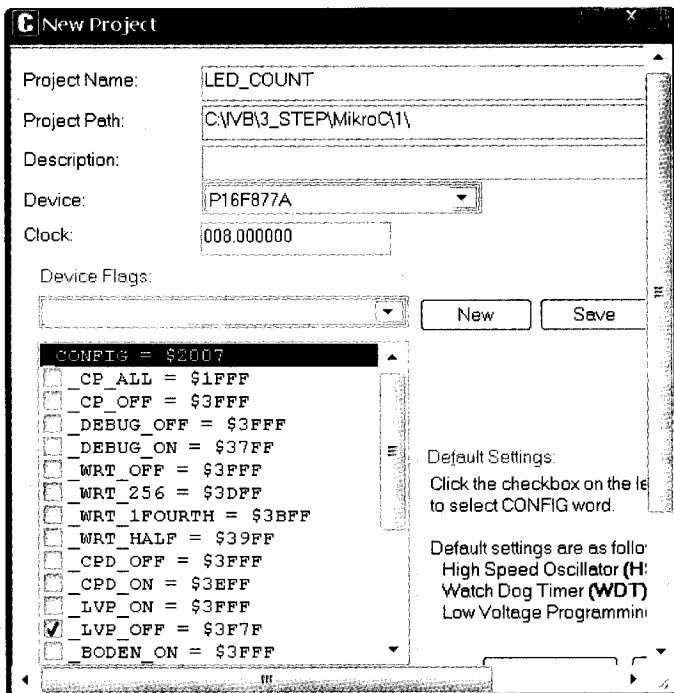 C New Project
Project Name:
LED_COUNT
Project Path:
C:\IVB\3_STEP\MikroC\1\
Description:
Device:
P16F877A
Clock:
008.000000
Device Flags:
New
Save
CONFIG = $2007
_CP_ALL = $1FFF
_CP_OFF = $3FFF
_DEBUG_OFF = $3FFF
_DEBUG_ON = $37FF
_WRT_OFF = $3FFF
_WRT_256 = $3DFF
_WRT_1FOURTH = $3BFF
_WRT_HALF = $39FF
_CPD_OFF = $3FFF
_CPD_ON = $3EFF
_LVP_ON = $3FFF
_LVP_OFF = $3F7F
_BODEN_ON = $3FFF
Default Settings:
Click the checkbox on the le
to select CONFIG word.
Default settings are as follo
High Speed Oscillator (H
Watch Dog Timer (WDT)
Low Voltage Programmin